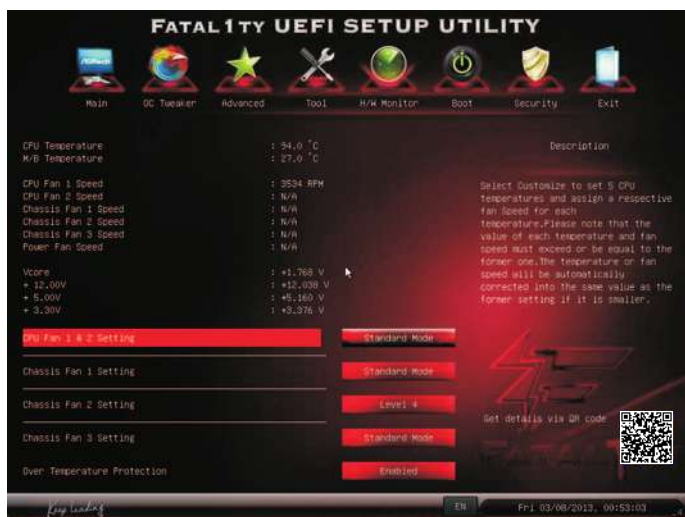 FATAL1TY UEFI SETUP UTILITY
ASRock
Main OC Tweaker Advanced Tool H/W Monitor Boot Security Exit
CPU Temperature : 94.0 °C
M/B Temperature : 27.0 °C
CPU Fan 1 Speed : 3534 RPM
CPU Fan 2 Speed : N/A
Chassis Fan 1 Speed : N/A
Chassis Fan 2 Speed : N/A
Chassis Fan 3 Speed : N/A
Power Fan Speed : N/A
Vcore : +1.768 V
+ 12.00V : +12.038 V
+ 5.00V : +5.160 V
+ 3.30V : +3.376 V
CPU Fan 1 & 2 Setting Standard Mode
Chassis Fan 1 Setting Standard Mode
Chassis Fan 2 Setting Level 4
Chassis Fan 3 Setting Standard Mode
Over Temperature Protection Enabled
Description
Select Customize to set 5 CPU
temperatures and assign a respective
fan Speed for each
temperature.Please note that the
value of each temperature and fan
speed must exceed or be equal to the
former one.The temperature or fan
speed will be automatically
corrected into the same value as the
former setting if it is smaller.
Get details via QR code
Keep Leading
EN Fri 03/08/2013, 00:53:03